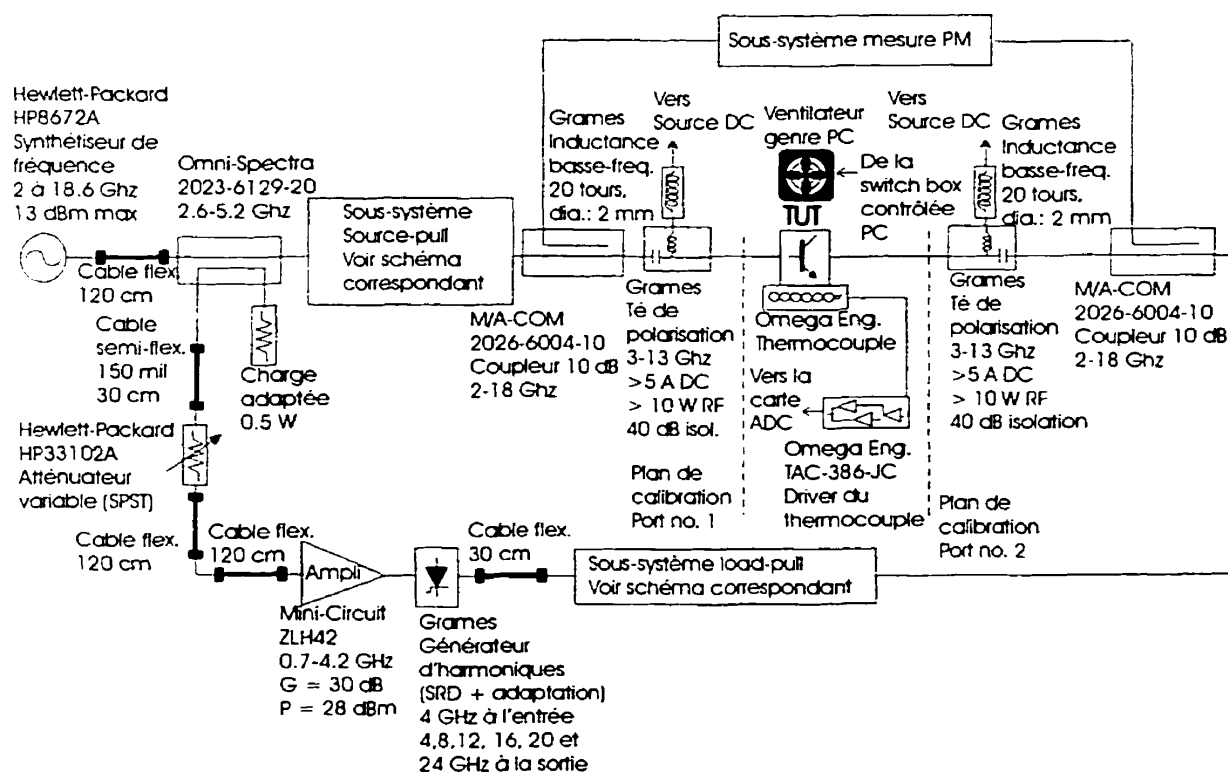 Sous-système mesure PM
Hewlett-Packard
HP8672A
Synthétiseur de
fréquence
2 à 18.6 Ghz
13 dBm max
Omni-Spectra
2023-6129-20
2.6-5.2 Ghz
Sous-système
Source-pull
Voir schéma
correspondant
Grames
Inductance
basse-freq.
20 tours,
dia.: 2 mm
Vers
Source DC
Ventilateur
genre PC
TUT
De la
switch box
contrôlée
PC
Vers
Source DC
Grames
Inductance
basse-freq.
20 tours,
dia.: 2 mm
Cable flex.
120 cm
Cable
semi-flex.
150 mil
30 cm
Charge
adaptée
0.5 W
M/A-COM
2026-6004-10
Coupleur 10 dB
2-18 Ghz
Grames
Té de
polarisation
3-13 Ghz
>5 A DC
> 10 W RF
40 dB isol.
Omega Eng.
Thermocouple
Vers la
carte
ADC
Omega Eng.
TAC-386-JC
Driver du
thermocouple
Grames
Té de
polarisation
3-13 Ghz
>5 A DC
> 10 W RF
40 dB isolation
M/A-COM
2026-6004-10
Coupleur 10 dB
2-18 Ghz
Plan de
calibration
Port no. 1
Plan de
calibration
Port no. 2
Hewlett-Packard
HP33102A
Atténuateur
variable (SPST)
Cable flex.
120 cm
Cable flex.
120 cm
Ampli
Mini-Circuit
ZLH42
0.7-4.2 GHz
G = 30 dB
P = 28 dBm
Grames
Générateur
d'harmoniques
(SRD + adaptation)
4 GHz à l'entrée
4,8,12, 16, 20 et
24 GHz à la sortie
Cable flex.
30 cm
Sous-système load-pull
Voir schéma correspondant